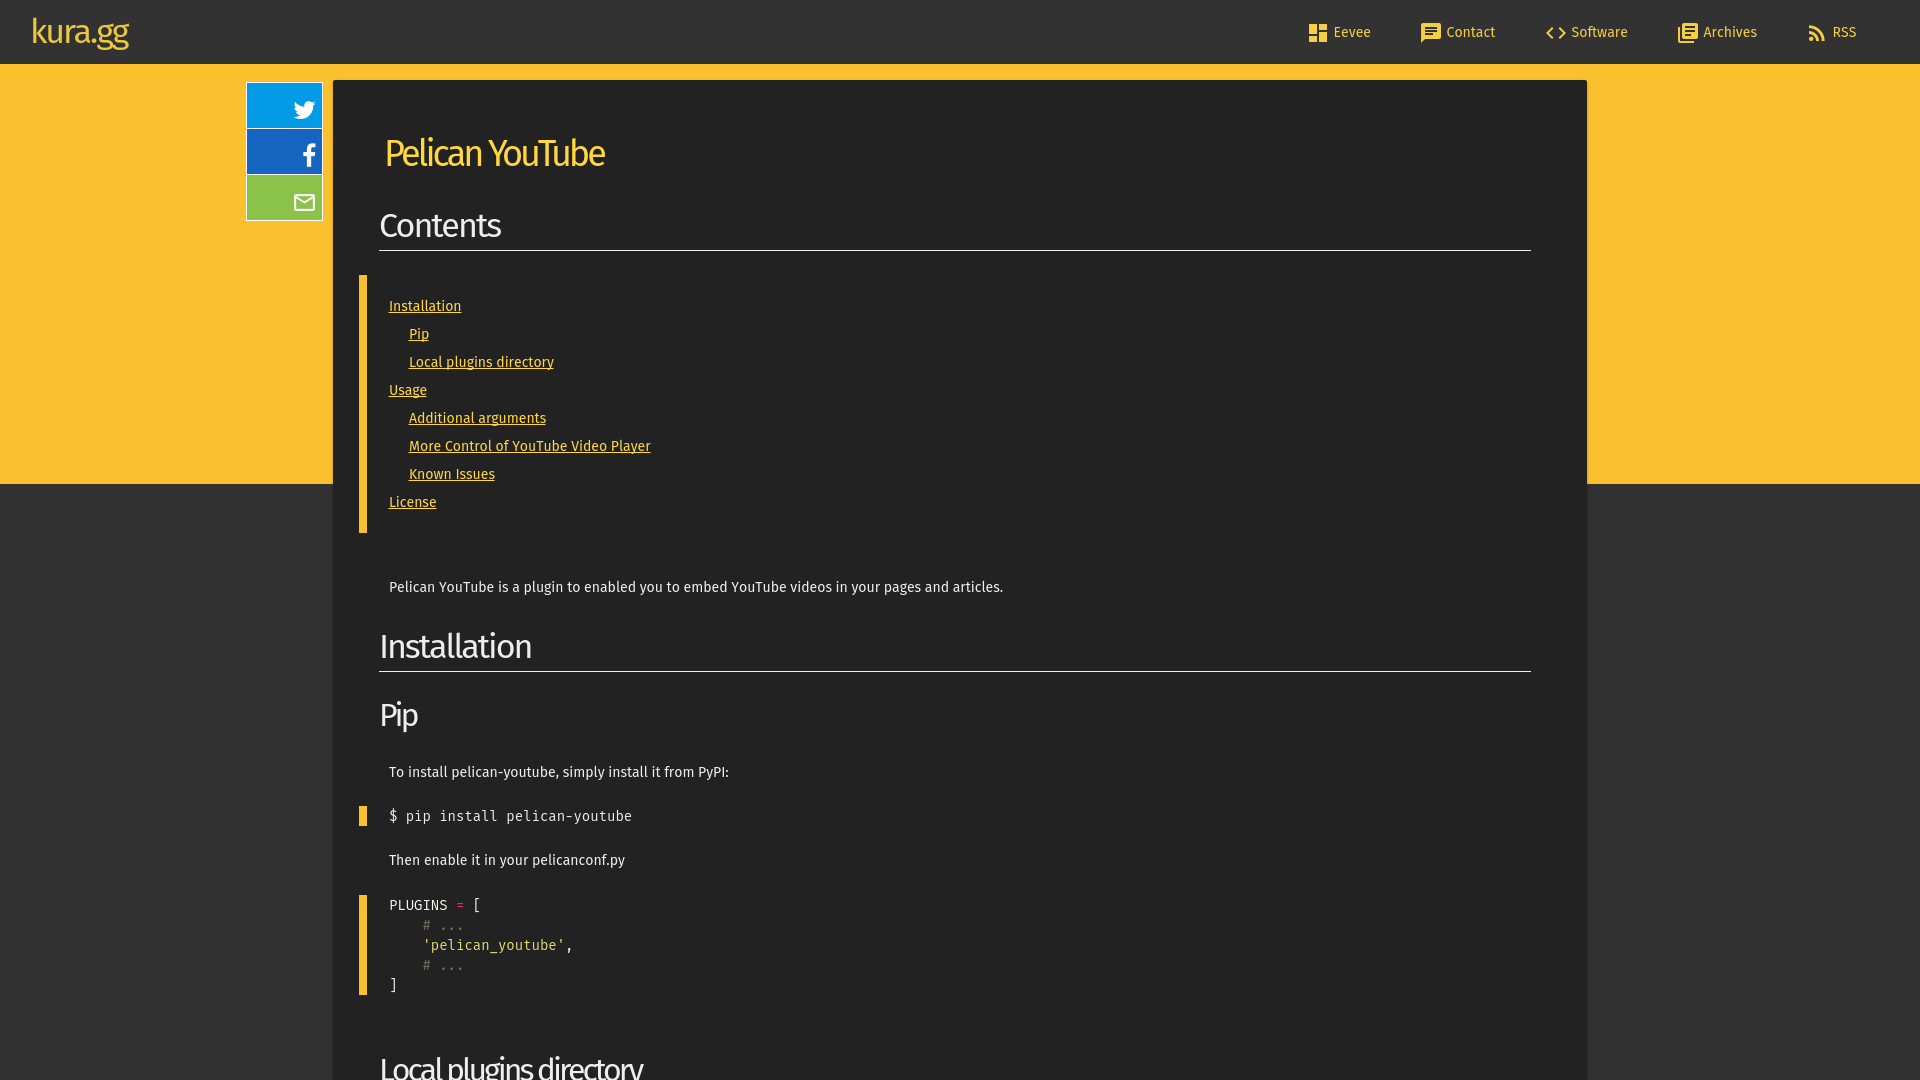 kura.gg
Eevee
Contact
Software
Archives
RSS
Pelican YouTube
Contents
Installation
Pip
Local plugins directory
Usage
Additional arguments
More Control of YouTube Video Player
Known Issues
License
Pelican YouTube is a plugin to enabled you to embed YouTube videos in your pages and articles.
Installation
Pip
To install pelican-youtube, simply install it from PyPI:
$ pip install pelican-youtube
Then enable it in your pelicanconf.py
PLUGINS = [
    # ...
    'pelican_youtube',
    # ...
]
Local plugins directory